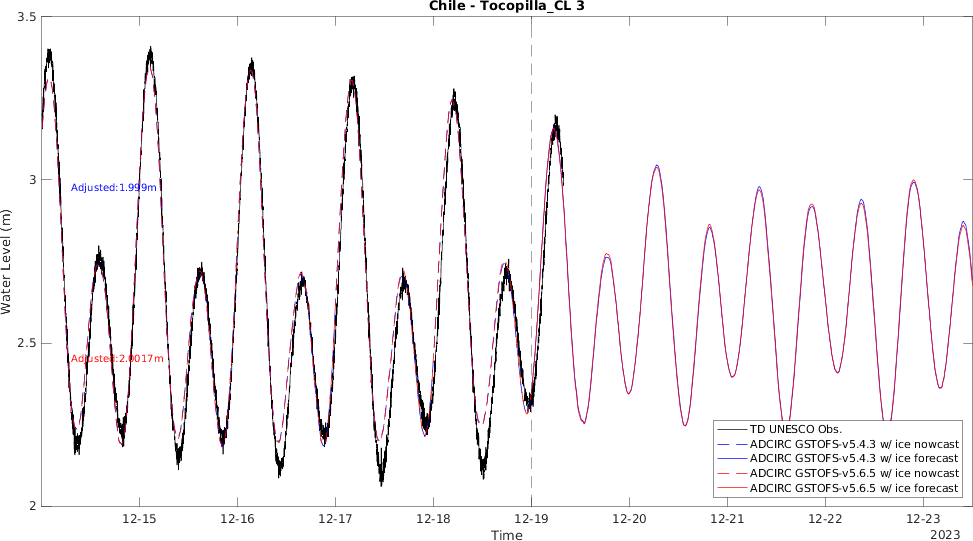 Chile - Tocopilla_CL 3
3.5
3
2.5
2
Water Level (m)
Adjusted:1.999m
Adjusted:2.0017m
TD UNESCO Obs.
ADCIRC GSTOFS-v5.4.3 w/ ice nowcast
ADCIRC GSTOFS-v5.4.3 w/ ice forecast
ADCIRC GSTOFS-v5.6.5 w/ ice nowcast
ADCIRC GSTOFS-v5.6.5 w/ ice forecast
12-15 12-16 12-17 12-18 12-19 12-20 12-21 12-22 12-23
Time
2023